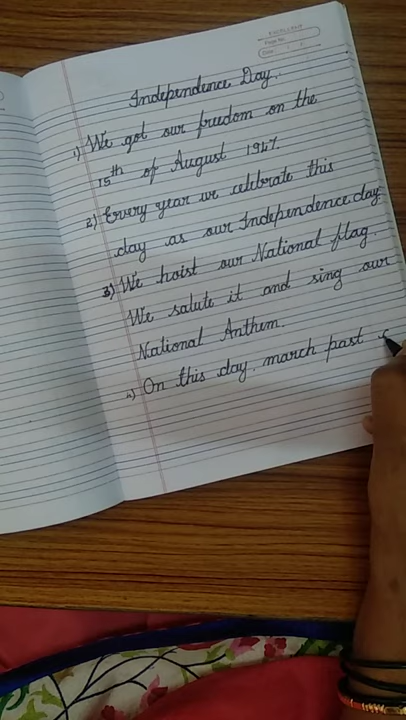 Independence Day.
1) We got our freedom on the
15th of August 1947.
2) Every year we celebrate this
day as our Independence day.
3) We hoist our National flag.
We salute it and sing our
National Anthem.
4) On this day, march past